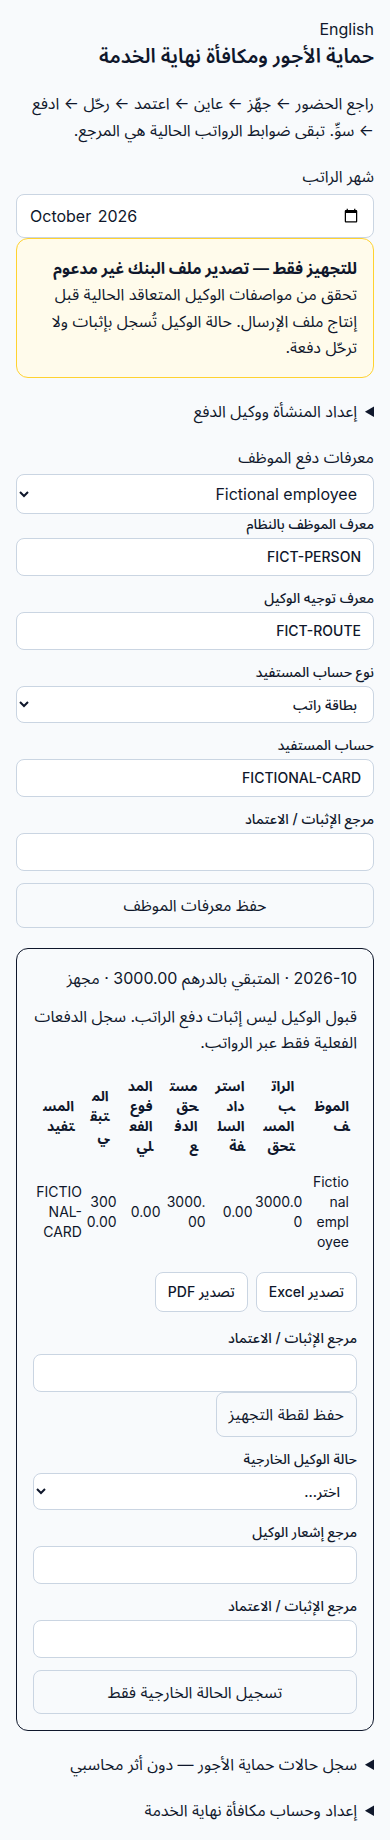 English
حماية الأجور ومكافأة نهاية الخدمة
راجع الحضور ← جهّز ← عاين ← اعتمد ← رحّل ← ادفع
← سوِّ. تبقى ضوابط الرواتب الحالية هي المرجع.
شهر الراتب
October 2026
للتجهيز فقط — تصدير ملف البنك غير مدعوم
تحقق من مواصفات الوكيل المتعاقد الحالية قبل
إنتاج ملف الإرسال. حالة الوكيل تُسجل بإثبات ولا
ترحّل دفعة.
إعداد المنشأة ووكيل الدفع
معرفات دفع الموظف
Fictional employee
معرف الموظف بالنظام
FICT-PERSON
معرف توجيه الوكيل
FICT-ROUTE
نوع حساب المستفيد
بطاقة راتب
حساب المستفيد
FICTIONAL-CARD
مرجع الإثبات / الاعتماد
حفظ معرفات الموظف
2026-10 · المتبقي بالدرهم 3000.00 · مجهز
قبول الوكيل ليس إثبات دفع الراتب. سجل الدفعات
الفعلية فقط عبر الرواتب.
الموظف	الراتب المستحق	استرداد السلفة	مستحق الدفع	المدفوع الفعلي	المتبقي	المستفيد
Fictional employee	3000.00	0.00	3000.00	0.00	3000.00	FICTIONAL-CARD
تصدير Excel	تصدير PDF
مرجع الإثبات / الاعتماد
حفظ لقطة التجهيز
حالة الوكيل الخارجية
اختر...
مرجع إشعار الوكيل
مرجع الإثبات / الاعتماد
تسجيل الحالة الخارجية فقط
سجل حالات حماية الأجور — دون أثر محاسبي
إعداد وحساب مكافأة نهاية الخدمة